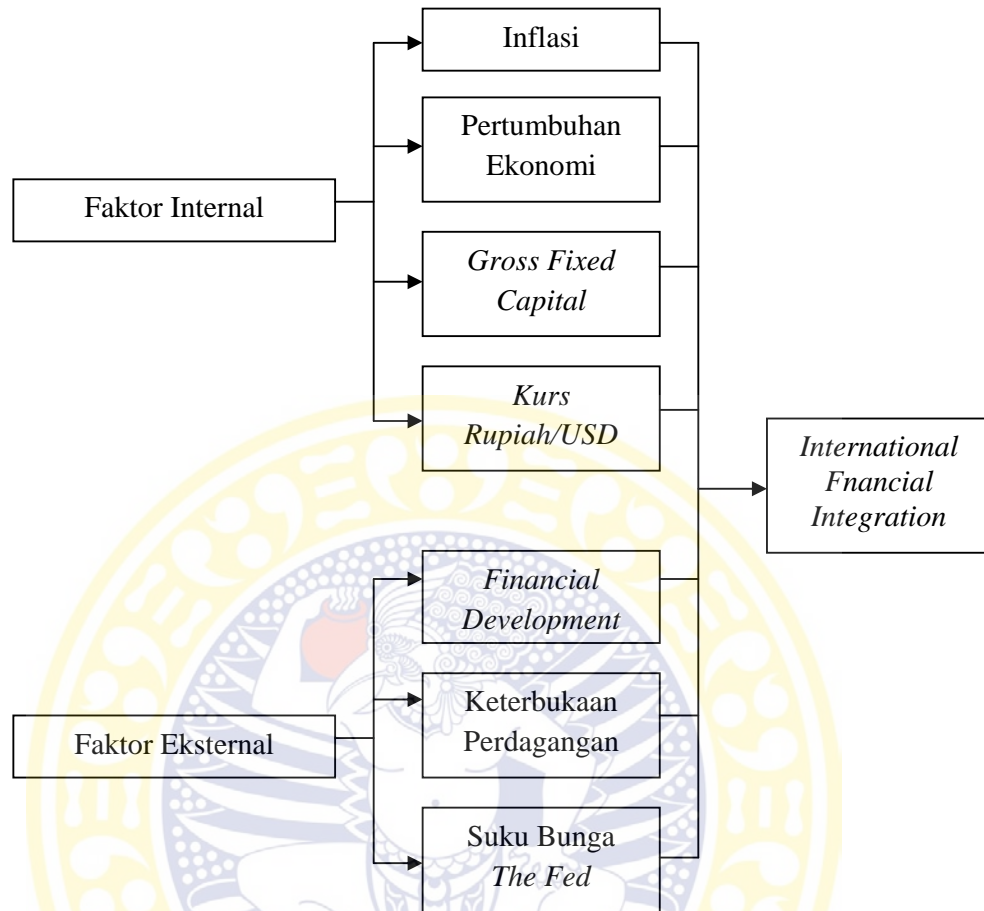 Inflasi
Pertumbuhan
Ekonomi
Faktor Internal
Gross Fixed
Capital
Kurs
Rupiah/USD
International
Fnancial
Integration
Financial
Development
Keterbukaan
Perdagangan
Faktor Eksternal
Suku Bunga
The Fed